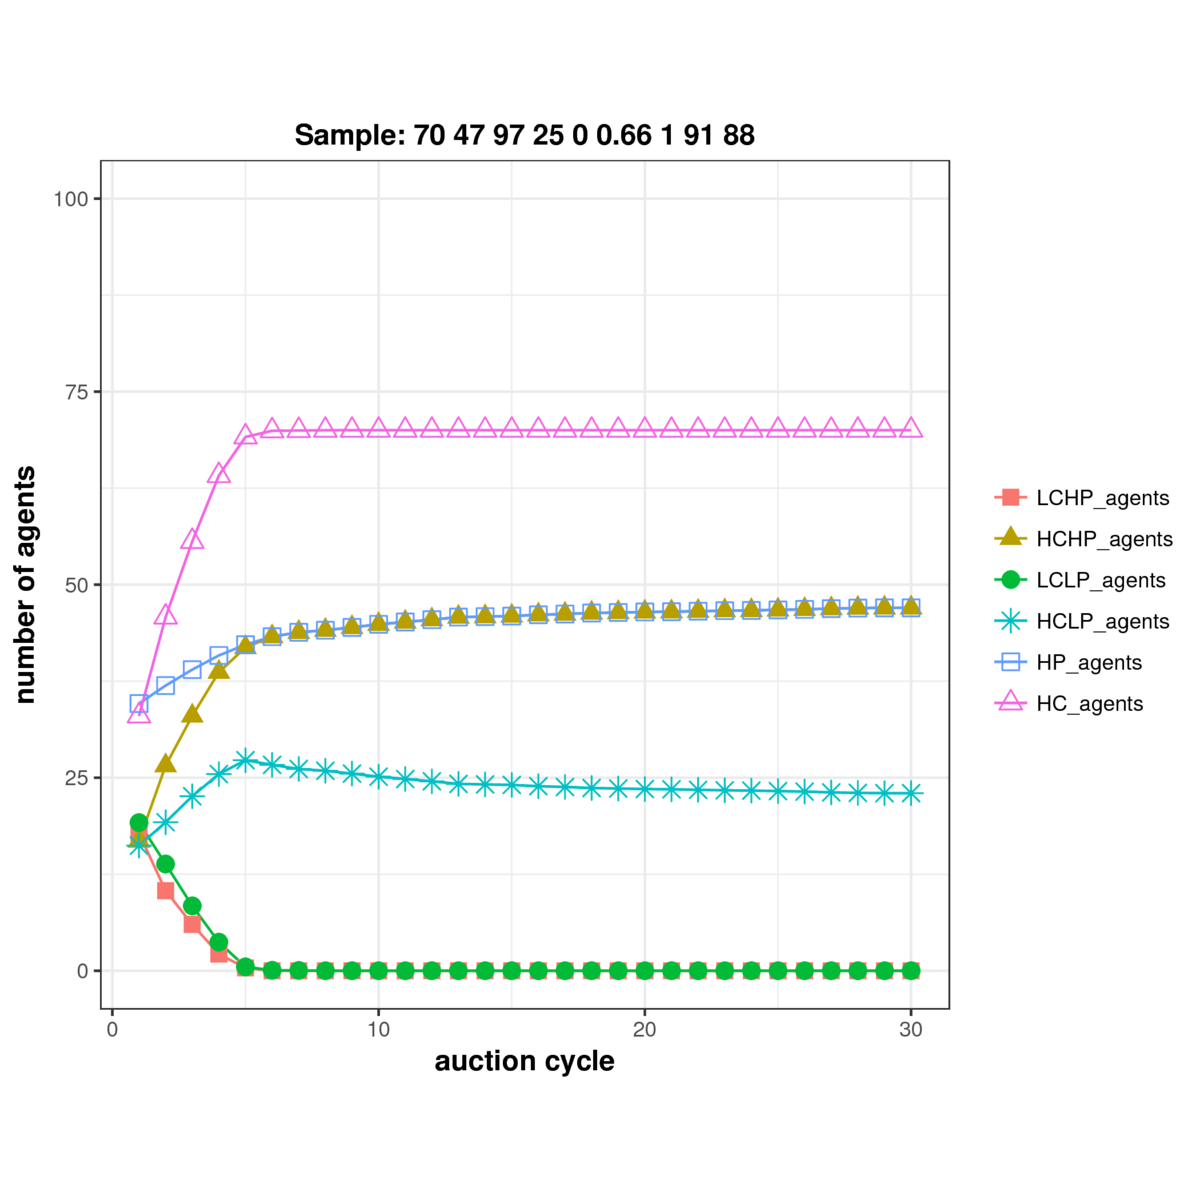 Sample: 70 47 97 25 0 0.66 1 91 88
number of agents
100
75
50
25
0
0 10 20 30
auction cycle
LCHP_agents
HCHP_agents
LCLP_agents
HCLP_agents
HP_agents
HC_agents